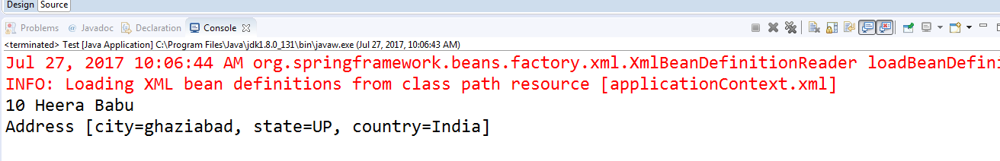 Design Source
Problems @ Javadoc Declaration Console
<terminated> Test [Java Application] C:\Program Files\Java\jdk1.8.0_131\bin\javaw.exe (Jul 27, 2017, 10:06:43 AM)
Jul 27, 2017 10:06:44 AM org.springframework.beans.factory.xml.XmlBeanDefinitionReader loadBeanDefini
INFO: Loading XML bean definitions from class path resource [applicationContext.xml]
10 Heera Babu
Address [city=ghaziabad, state=UP, country=India]